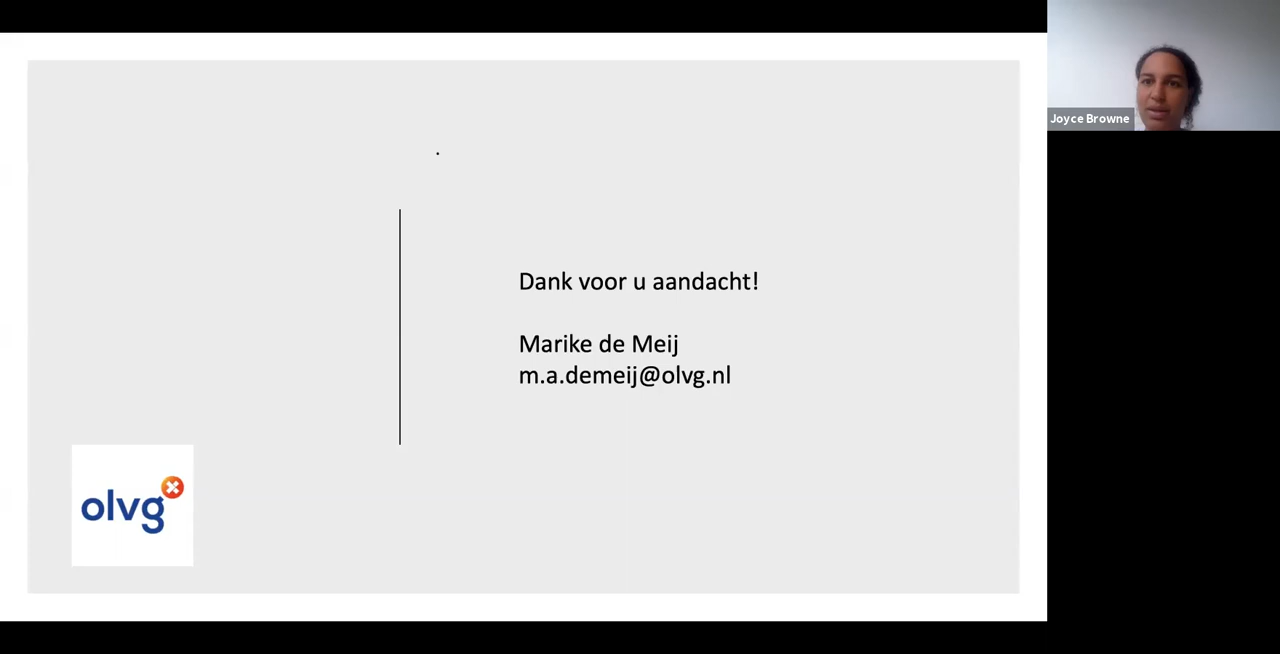 Joyce Browne
Dank voor u aandacht!
Marike de Meij
m.a.demeij@olvg.nl
olvg